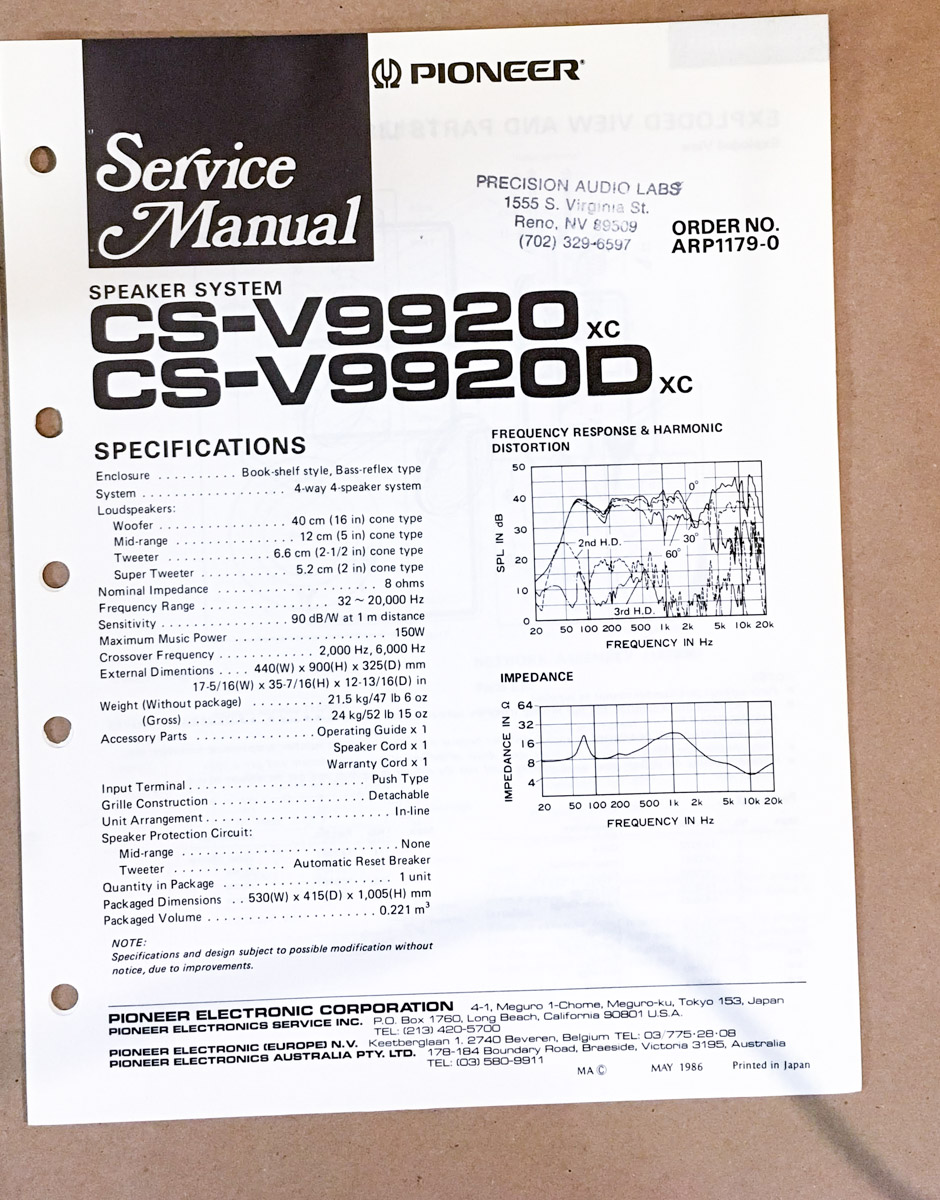 PIONEER®
Service
Manual
PRECISION AUDIO LABS
1555 S. Virginia St.
Reno, NV 89509
(702) 329-6597
ORDER NO.
ARP1179-0
SPEAKER SYSTEM
CS-V9920 XC
CS-V9920D XC
SPECIFICATIONS
Enclosure .......... Book-shelf style, Bass-reflex type
System .................. 4-way 4-speaker system
Loudspeakers:
Woofer ............... 40 cm (16 in) cone type
Mid-range .............. 12 cm (5 in) cone type
Tweeter ............. 6.6 cm (2-1/2 in) cone type
Super Tweeter ........... 5.2 cm (2 in) cone type
Nominal Impedance .................... 8 ohms
Frequency Range ............... 32 ~ 20,000 Hz
Sensitivity ................ 90 dB/W at 1 m distance
Maximum Music Power .................... 150W
Crossover Frequency ............ 2,000 Hz, 6,000 Hz
External Dimentions .... 440(W) x 900(H) x 325(D) mm
17-5/16(W) x 35-7/16(H) x 12-13/16(D) in
Weight (Without package) ......... 21.5 kg/47 lb 6 oz
(Gross) ................. 24 kg/52 lb 15 oz
Accessory Parts ............... Operating Guide x 1
Speaker Cord x 1
Warranty Cord x 1
Input Terminal ....................... Push Type
Grille Construction .................... Detachable
Unit Arrangement ........................ In-line
Speaker Protection Circuit:
Mid-range ............................ None
Tweeter .............. Automatic Reset Breaker
Quantity in Package ..................... 1 unit
Packaged Dimensions .. 530(W) x 415(D) x 1,005(H) mm
Packaged Volume ..................... 0.221 m³
NOTE:
Specifications and design subject to possible modification without
notice, due to improvements.
FREQUENCY RESPONSE & HARMONIC
DISTORTION
SPL IN dB
50
40
30
20
10
0
0°
30°
60°
2nd H.D.
3rd H.D.
20 50 100 200 500 1k 2k 5k 10k 20k
FREQUENCY IN Hz
IMPEDANCE
IMPEDANCE IN Ω
64
32
16
8
4
20 50 100 200 500 1k 2k 5k 10k 20k
FREQUENCY IN Hz
PIONEER ELECTRONIC CORPORATION 4-1, Meguro 1-Chome, Meguro-ku, Tokyo 153, Japan
PIONEER ELECTRONICS SERVICE INC. P.O. Box 1760, Long Beach, California 90801 U.S.A.
TEL: (213) 420-5700
PIONEER ELECTRONIC (EUROPE) N.V. Keetberglaan 1. 2740 Beveren, Belgium TEL: 03/775·28·08
PIONEER ELECTRONICS AUSTRALIA PTY. LTD. 178-184 Boundary Road, Braeside, Victoria 3195, Australia
TEL: (03) 580-9911
MA Ⓒ MAY 1986 Printed in Japan